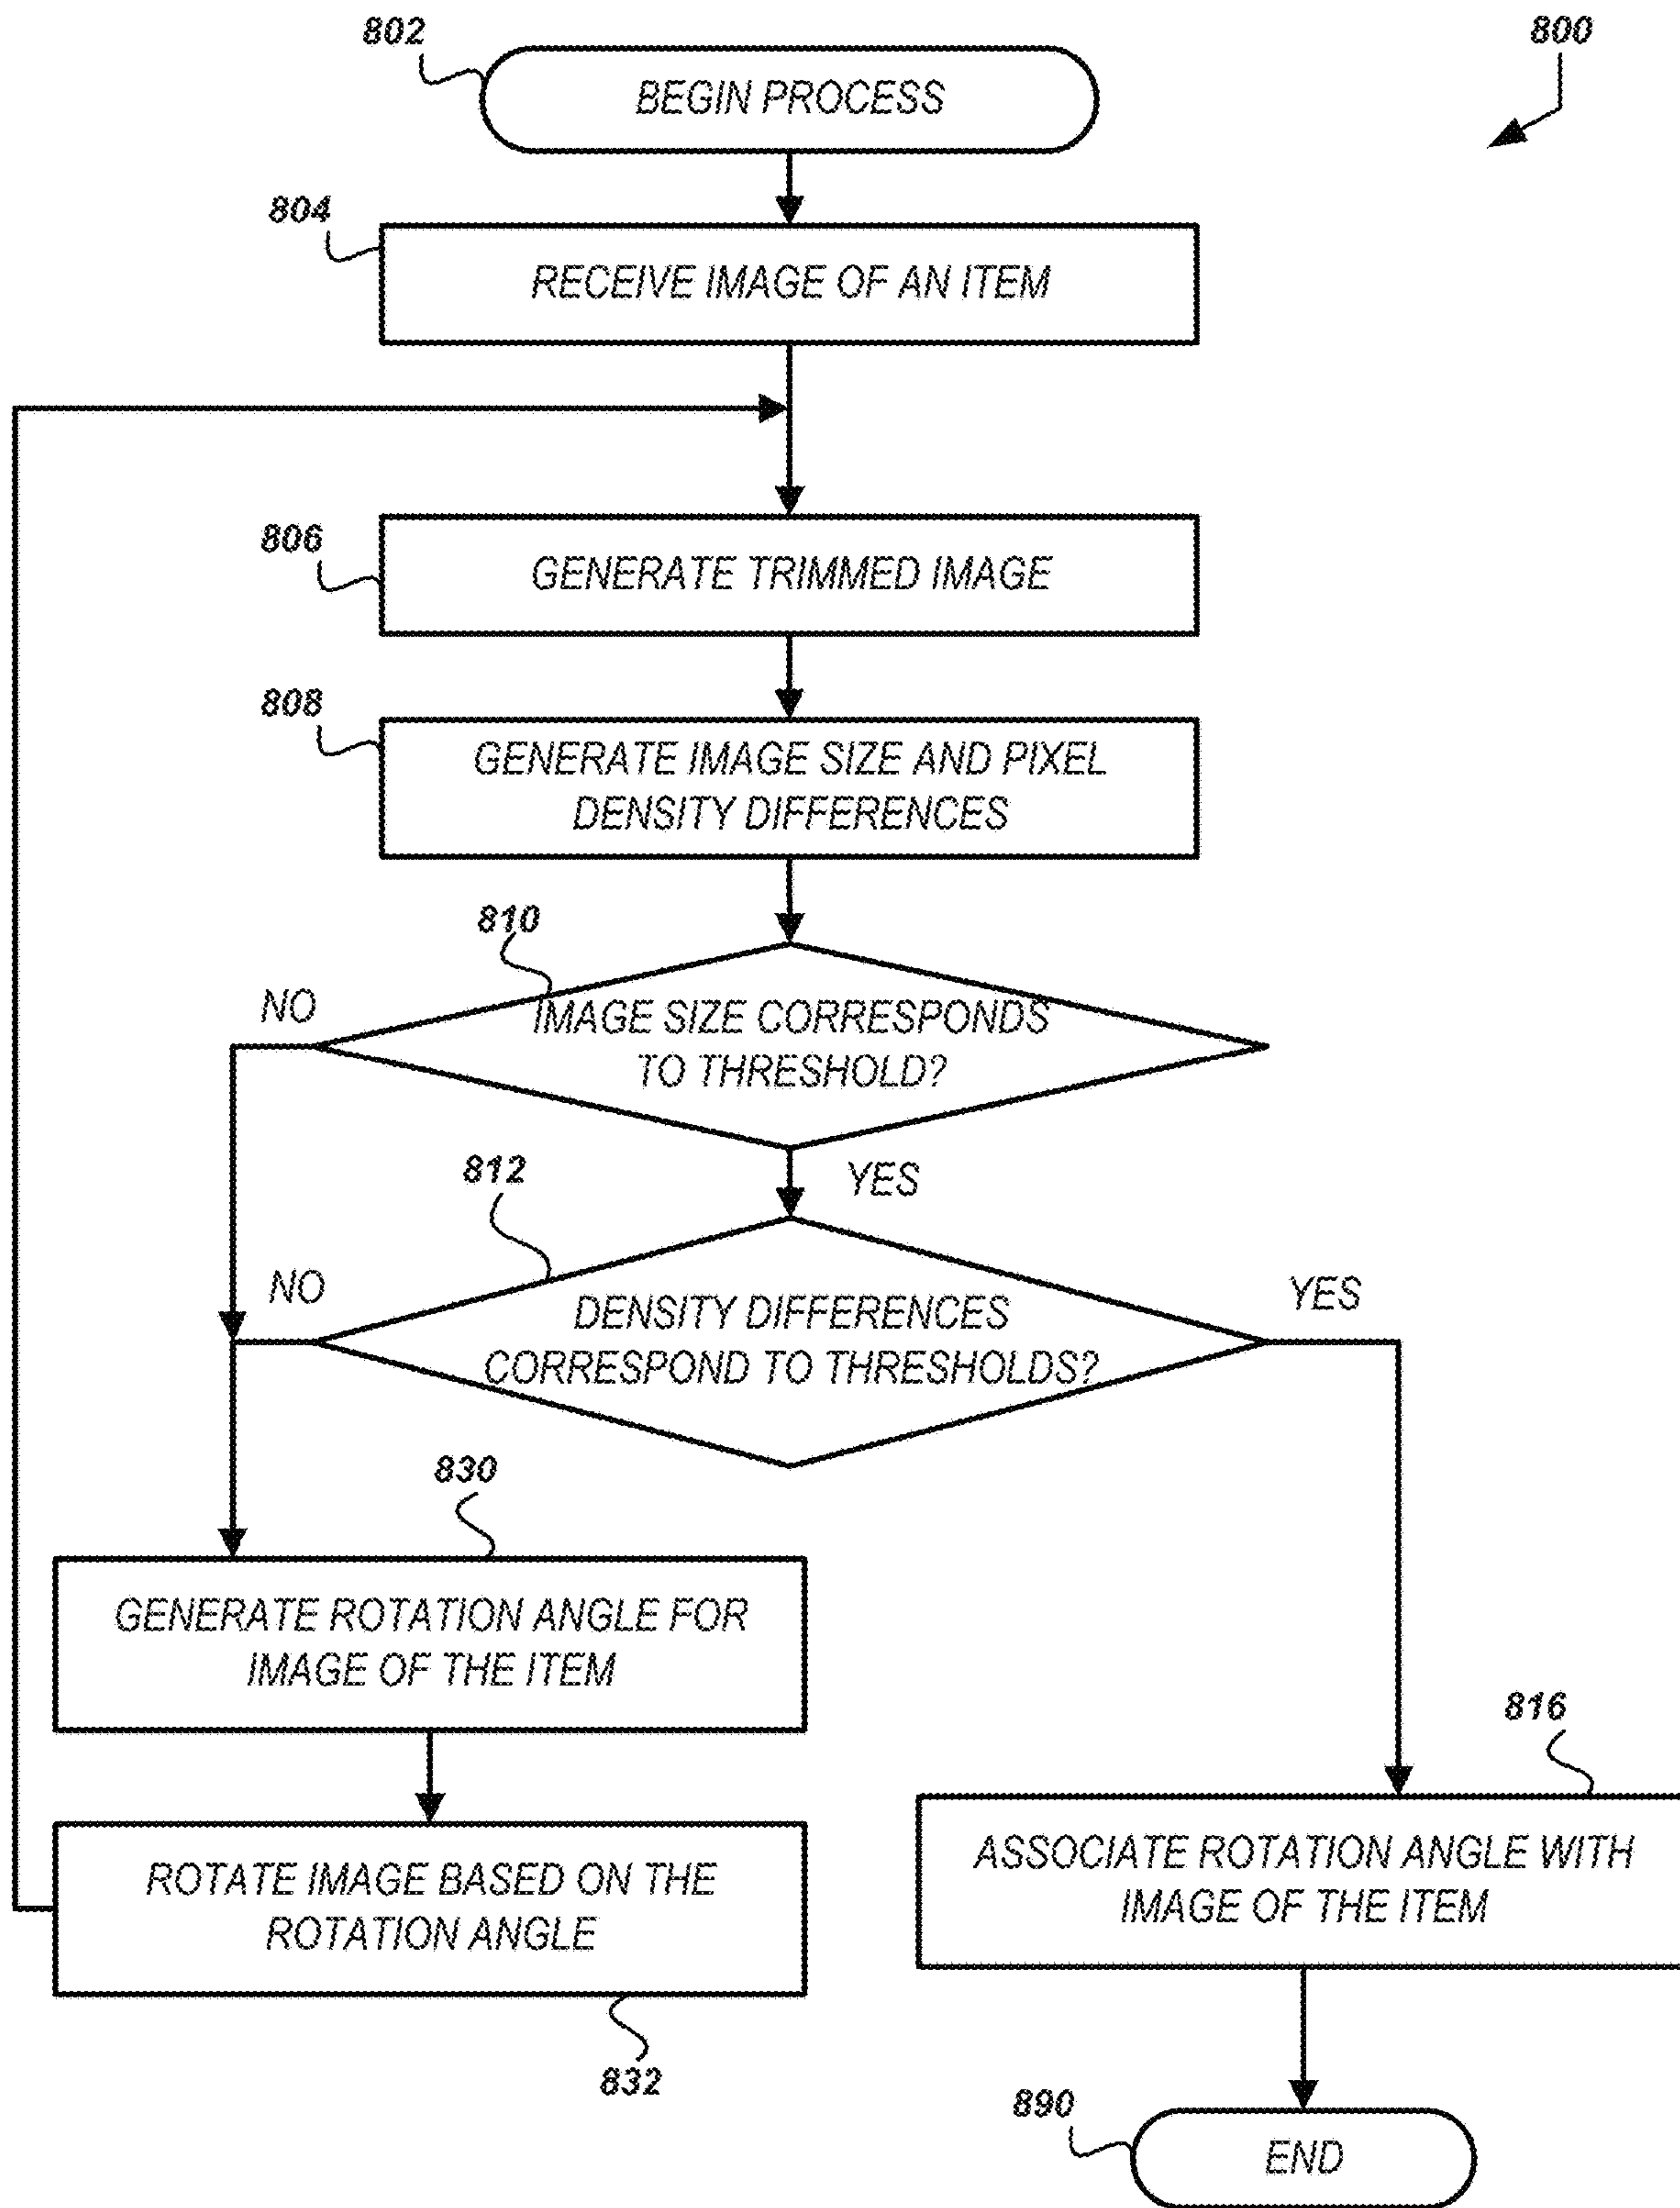 802
800
BEGIN PROCESS
804
RECEIVE IMAGE OF AN ITEM
806
GENERATE TRIMMED IMAGE
808
GENERATE IMAGE SIZE AND PIXEL
DENSITY DIFFERENCES
810
NO
IMAGE SIZE CORRESPONDS
TO THRESHOLD?
YES
812
NO
DENSITY DIFFERENCES
CORRESPOND TO THRESHOLDS?
YES
830
GENERATE ROTATION ANGLE FOR
IMAGE OF THE ITEM
816
ROTATE IMAGE BASED ON THE
ROTATION ANGLE
832
ASSOCIATE ROTATION ANGLE WITH
IMAGE OF THE ITEM
890
END